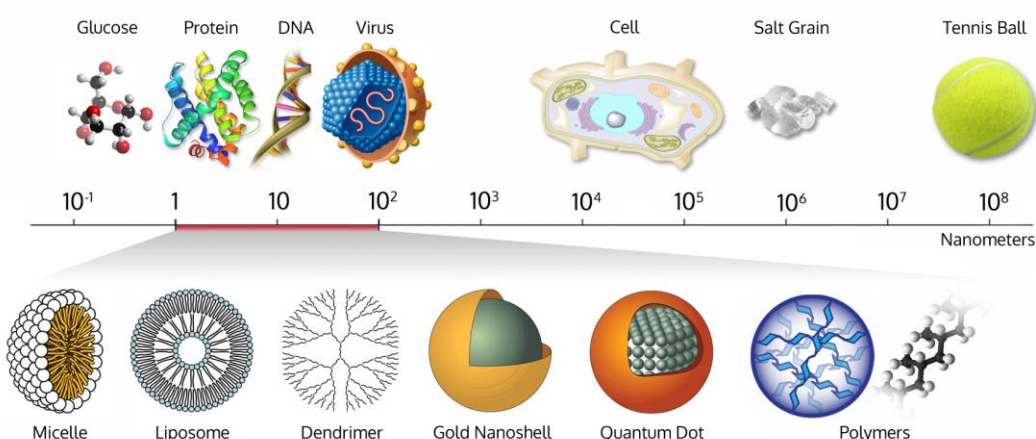 Glucose Protein DNA Virus Cell Salt Grain Tennis Ball
10⁻¹ 1 10 10² 10³ 10⁴ 10⁵ 10⁶ 10⁷ 10⁸
Nanometers
Micelle Liposome Dendrimer Gold Nanoshell Quantum Dot Polymers